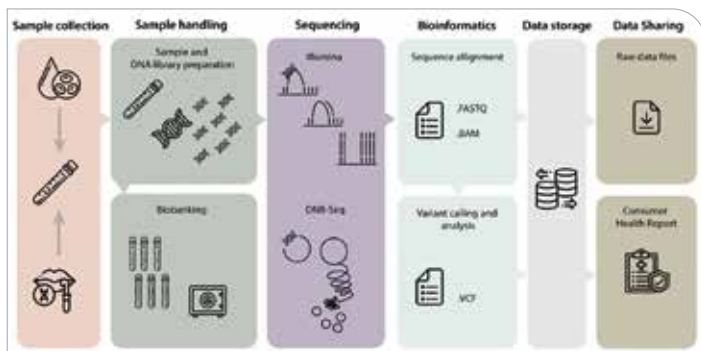 Sample collection
Sample handling
Sequencing
Bioinformatics
Data storage
Data Sharing
Sample and
DNA-library preparation
Illumina
Sequence allignment
Raw data files
.FASTQ
.BAM
Biobanking
DNB-Seq
Variant calling and
analysis
Consumer
Health Report
.VCF